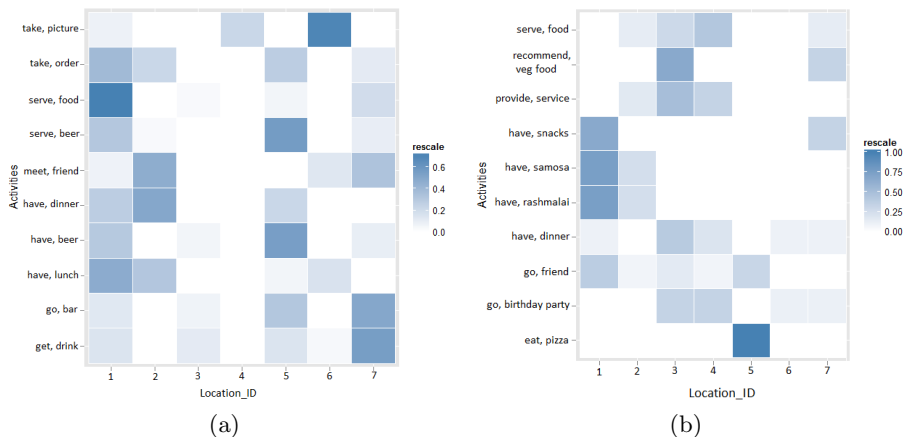 take, picture
take, order
serve, food
serve, beer
meet, friend
have, dinner
have, beer
have, lunch
go, bar
get, drink
Activities
1 2 3 4 5 6 7
Location_ID
rescale
0.6
0.4
0.2
0.0
(a)
serve, food
recommend,
veg food
provide, service
have, snacks
have, samosa
have, rashmalai
have, dinner
go, friend
go, birthday party
eat, pizza
Activities
1 2 3 4 5 6 7
Location_ID
rescale
1.00
0.75
0.50
0.25
0.00
(b)